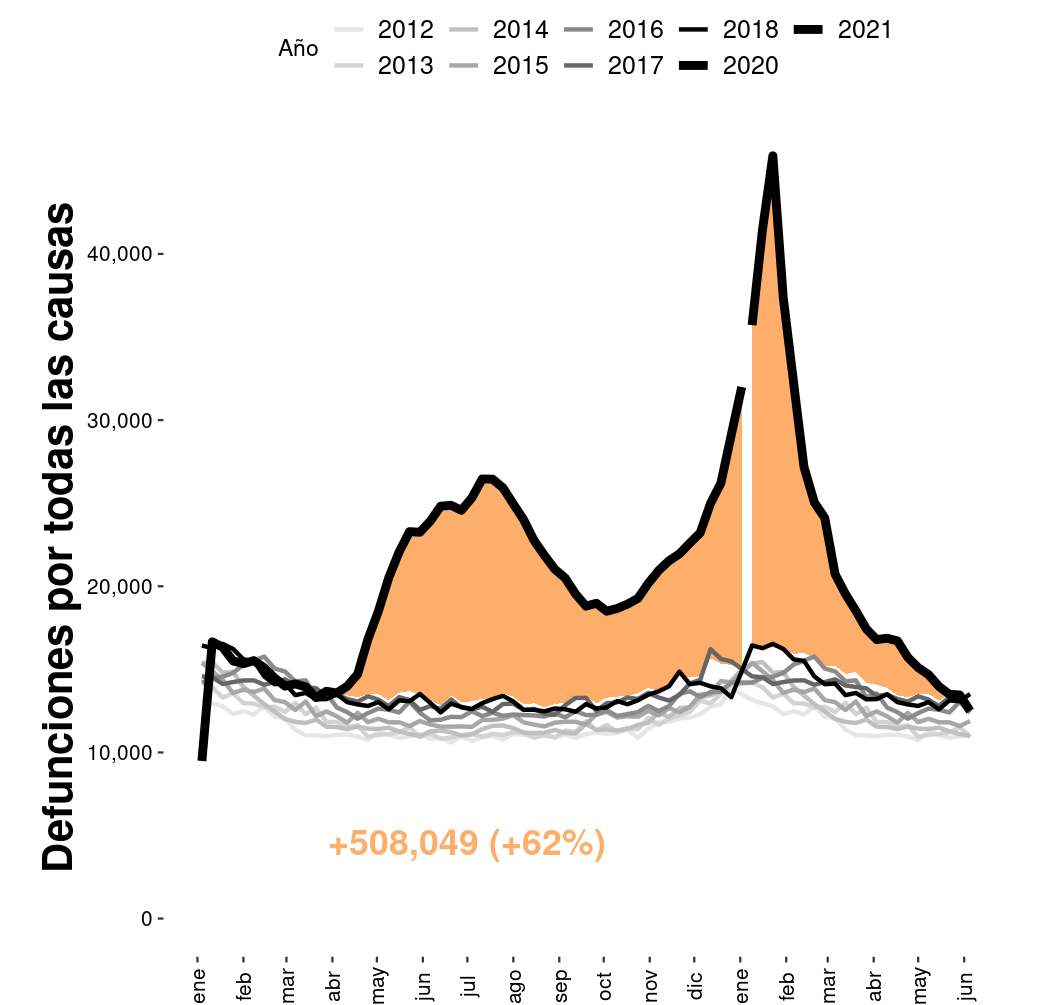 Año
2012 2014 2016 2018 2021
2013 2015 2017 2020
Defunciones por todas las causas
40,000
30,000
20,000
10,000
0
+508,049 (+62%)
ene feb mar abr may jun jul ago sep oct nov dic ene feb mar abr may jun